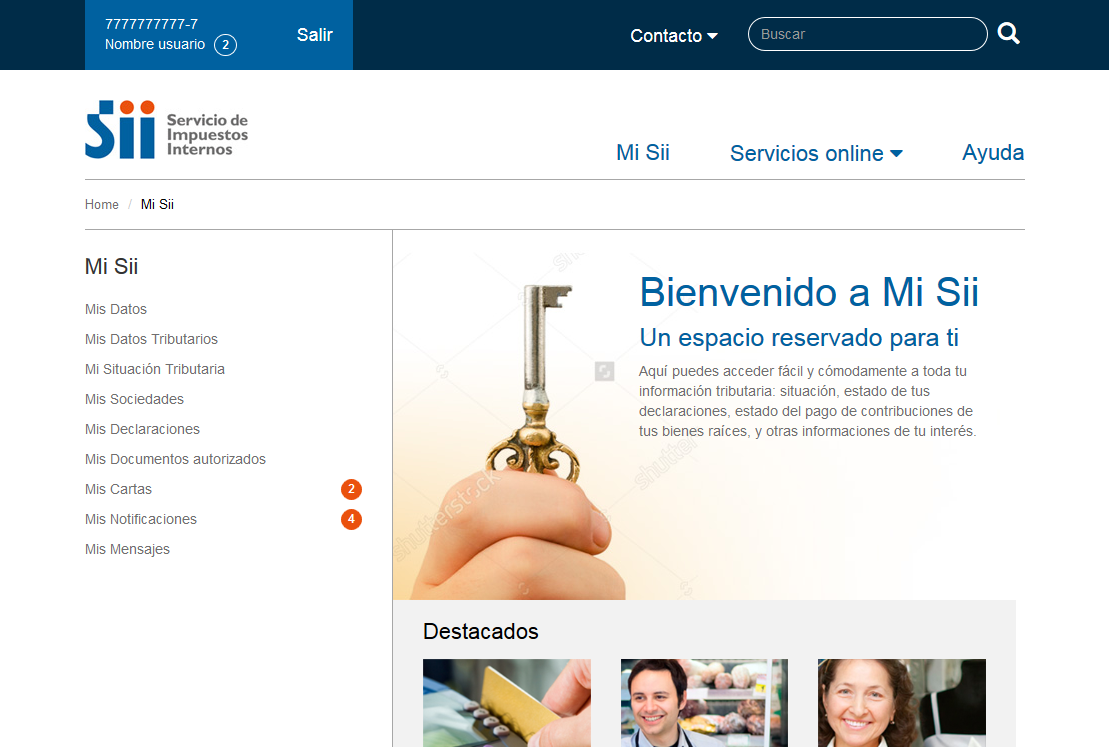 7777777777-7
Nombre usuario 2
Salir
Contacto
Buscar
Sii Servicio de
Impuestos
Internos
Mi Sii
Servicios online
Ayuda
Home / Mi Sii
Mi Sii
Mis Datos
Mis Datos Tributarios
Mi Situación Tributaria
Mis Sociedades
Mis Declaraciones
Mis Documentos autorizados
Mis Cartas 2
Mis Notificaciones 4
Mis Mensajes
Bienvenido a Mi Sii
Un espacio reservado para ti
Aquí puedes acceder fácil y cómodamente a toda tu
información tributaria: situación, estado de tus
declaraciones, estado del pago de contribuciones de
tus bienes raíces, y otras informaciones de tu interés.
shutterstock
shutter
Destacados